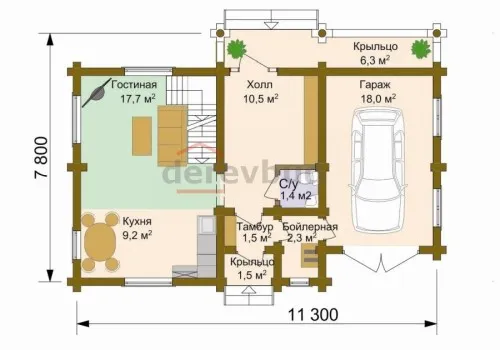 Крыльцо
6,3 м²
Гостиная
17,7 м²
Холл
10,5 м²
Гараж
18,0 м²
7 800
derevbur
С/у
1,4 м2
Кухня
9,2 м²
Тамбур
1,5 м²
Бойлерная
2,3 м²
Крыльцо
1,5 м²
11 300